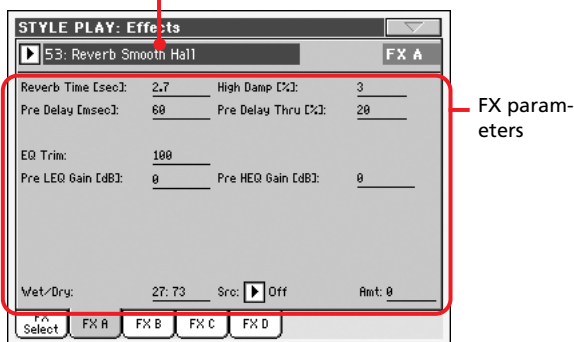 STYLE PLAY: Effects
53: Reverb Smooth Hall FX A
Reverb Time [sec]: 2.7 High Damp [%]: 3
Pre Delay [msec]: 60 Pre Delay Thru [%]: 20
EQ Trim: 100
Pre LEQ Gain [dB]: 0 Pre HEQ Gain [dB]: 0
Wet/Dry: 27: 73 Src: Off Amt: 0
FX Select FX A FX B FX C FX D
FX param-
eters